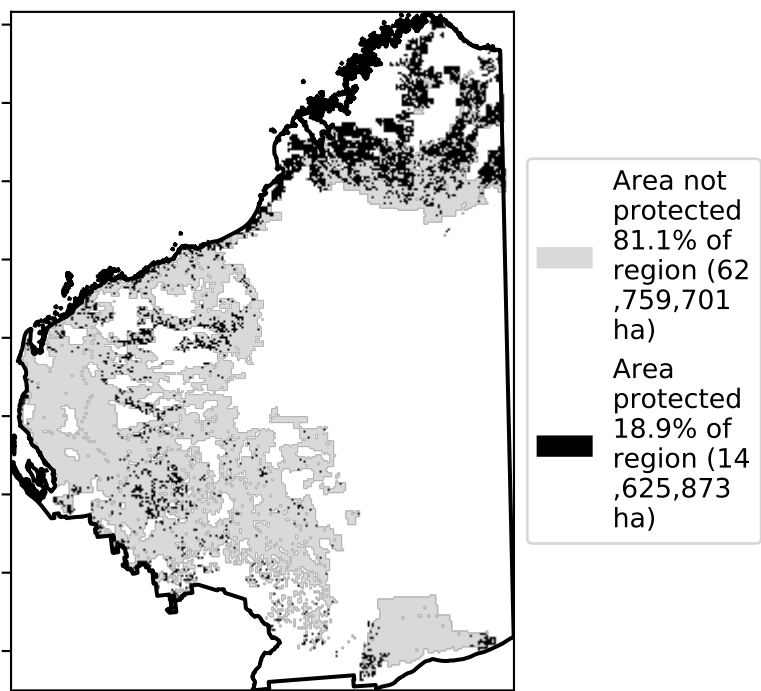 Area not
protected
81.1% of
region (62
,759,701
ha)
Area
protected
18.9% of
region (14
,625,873
ha)